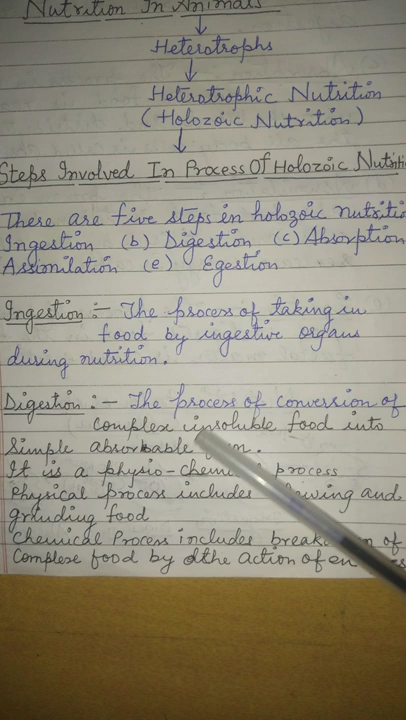 Nutrition In Animals
Heterotrophs
Heterotrophic Nutrition
(Holozoic Nutrition)
Steps Involved In Process Of Holozoic
There are five steps in holozoic
Ingestion (b) Digestion (c) Absorption
Assimilation (e) Egestion
Ingestion :- The process of taking in
food by ingestive organs
during nutrition.
Digestion :- The process of conversion of
complex insoluble food into
Simple absorbable
It is a physio- process
Physical process includes and
grinding food
Chemical Process includes of
Complex food by the action of